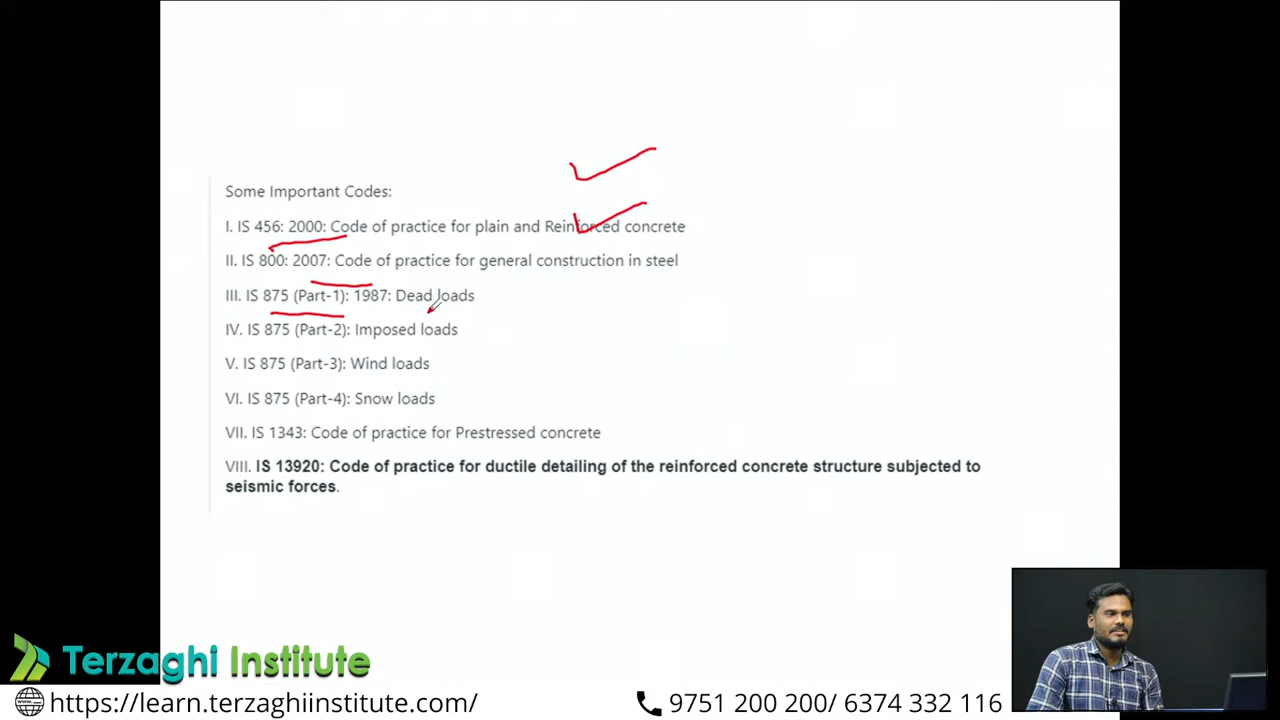 Some Important Codes:
I. IS 456: 2000: Code of practice for plain and Reinforced concrete
II. IS 800: 2007: Code of practice for general construction in steel
III. IS 875 (Part-1): 1987: Dead loads
IV. IS 875 (Part-2): Imposed loads
V. IS 875 (Part-3): Wind loads
VI. IS 875 (Part-4): Snow loads
VII. IS 1343: Code of practice for Prestressed concrete
VIII. IS 13920: Code of practice for ductile detailing of the reinforced concrete structure subjected to
seismic forces.
Terzaghi Institute
https://learn.terzaghiinstitute.com/
9751 200 200/ 6374 332 116